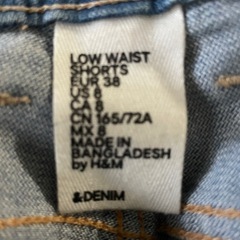 LOW WAIST
SHORTS
EUR 38
US 8
CA 8
CN 165/72A
MX 8
MADE IN
BANGLADESH
by H&M
&DENIM